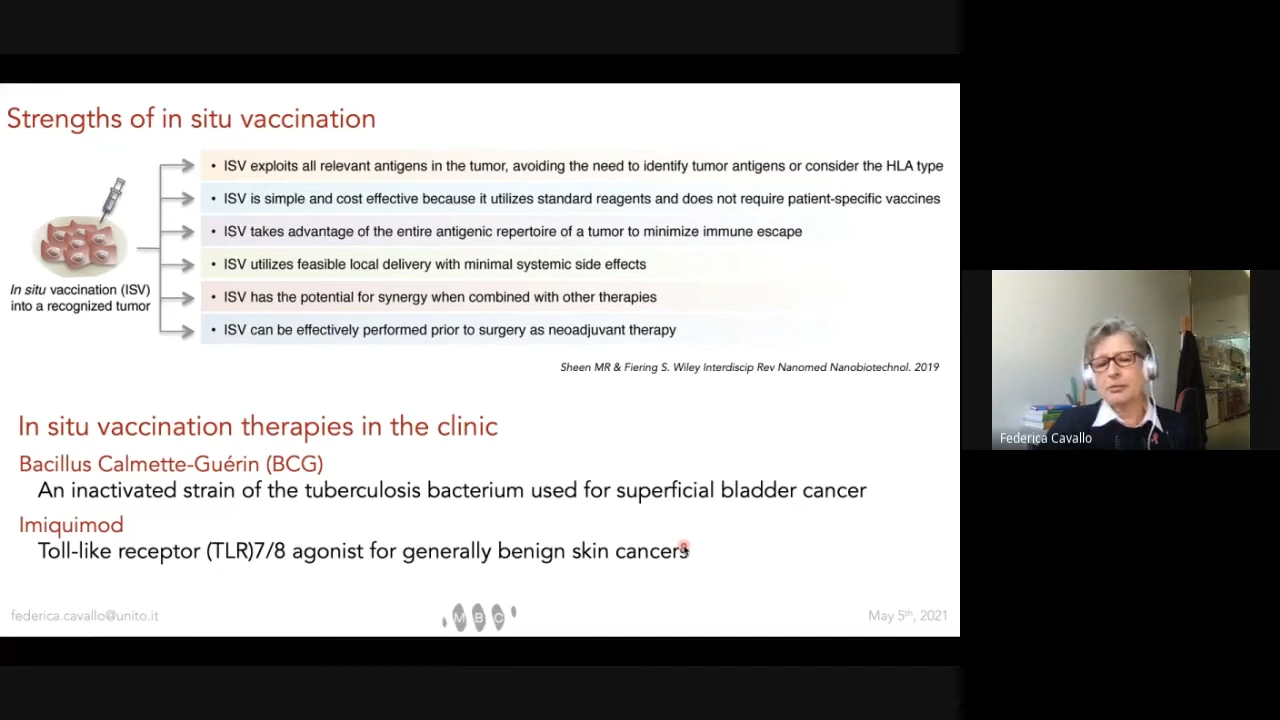 Strengths of in situ vaccination
• ISV exploits all relevant antigens in the tumor, avoiding the need to identify tumor antigens or consider the HLA type
• ISV is simple and cost effective because it utilizes standard reagents and does not require patient-specific vaccines
• ISV takes advantage of the entire antigenic repertoire of a tumor to minimize immune escape
• ISV utilizes feasible local delivery with minimal systemic side effects
• ISV has the potential for synergy when combined with other therapies
• ISV can be effectively performed prior to surgery as neoadjuvant therapy
In situ vaccination (ISV)
into a recognized tumor
Sheen MR & Fiering S. Wiley Interdiscip Rev Nanomed Nanobiotechnol. 2019
In situ vaccination therapies in the clinic
Bacillus Calmette-Guérin (BCG)
An inactivated strain of the tuberculosis bacterium used for superficial bladder cancer
Imiquimod
Toll-like receptor (TLR)7/8 agonist for generally benign skin cancers
federica.cavallo@unito.it
MBC
May 5th, 2021
Federica Cavallo